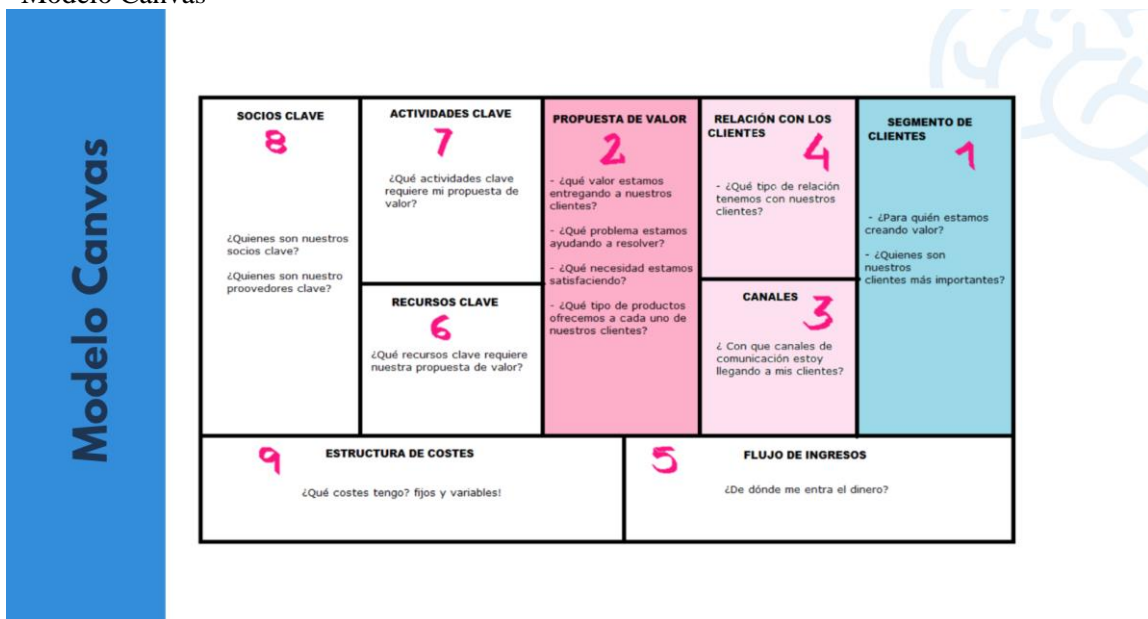 Modelo Canvas
Modelo Canvas
SOCIOS CLAVE
8
¿Quienes son nuestros
socios clave?
¿Quienes son nuestro
proovedores clave?
ACTIVIDADES CLAVE
7
¿Qué actividades clave
requiere mi propuesta de
valor?
RECURSOS CLAVE
6
¿Qué recursos clave requiere
nuestra propuesta de valor?
PROPUESTA DE VALOR
2
- ¿qué valor estamos
entregando a nuestros
clientes?
- ¿Qué problema estamos
ayudando a resolver?
- ¿Qué necesidad estamos
satisfaciendo?
- ¿Qué tipo de productos
ofrecemos a cada uno de
nuestros clientes?
RELACIÓN CON LOS
CLIENTES
4
- ¿Qué tipo de relación
tenemos con nuestros
clientes?
CANALES
3
¿ Con que canales de
comunicación estoy
llegando a mis clientes?
SEGMENTO DE
CLIENTES
1
- ¿Para quién estamos
creando valor?
- ¿Quienes son
nuestros
clientes más importantes?
9
ESTRUCTURA DE COSTES
¿Qué costes tengo? fijos y variables!
5
FLUJO DE INGRESOS
¿De dónde me entra el dinero?